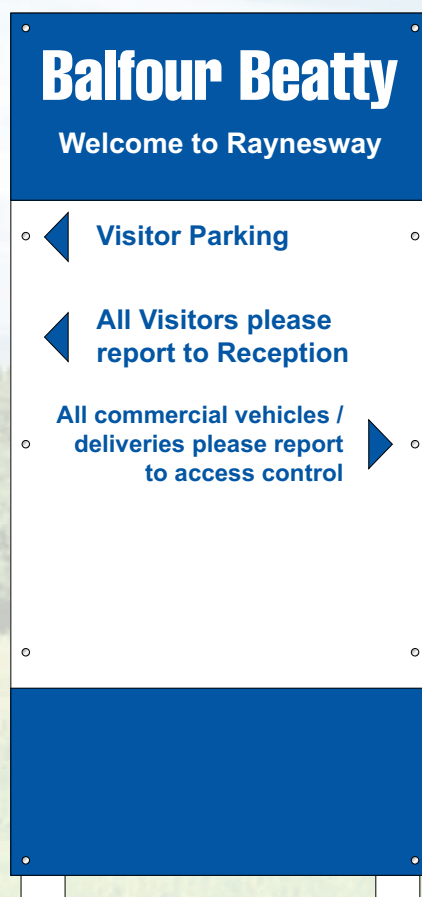 Balfour Beatty
Welcome to Raynesway
Visitor Parking
All Visitors please
report to Reception
All commercial vehicles /
deliveries please report
to access control